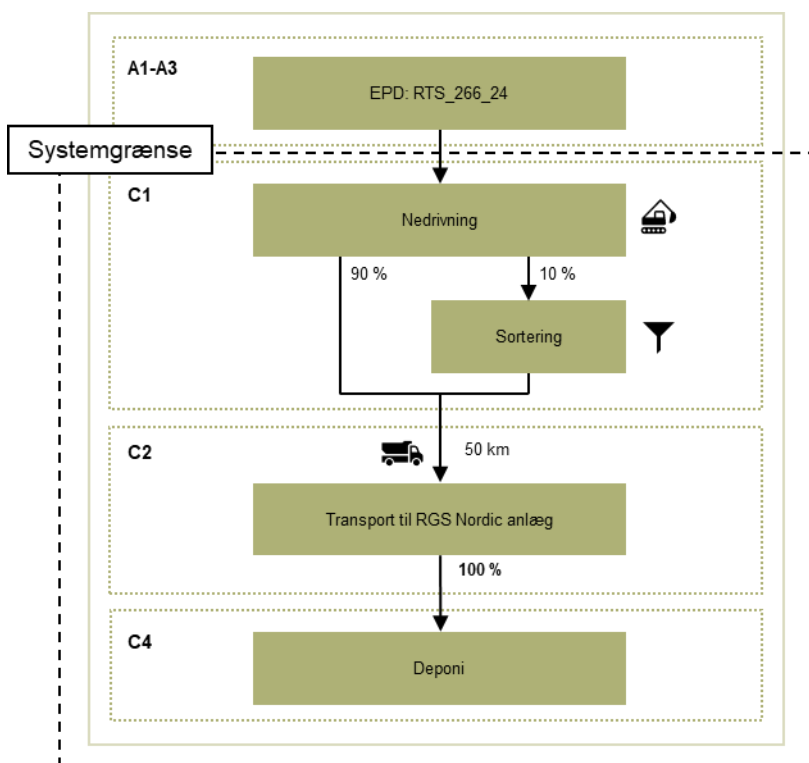 A1-A3
EPD: RTS_266_24
Systemgrænse
C1
Nedrivning
90 %
10 %
Sortering
C2
50 km
Transport til RGS Nordic anlæg
100 %
C4
Deponi